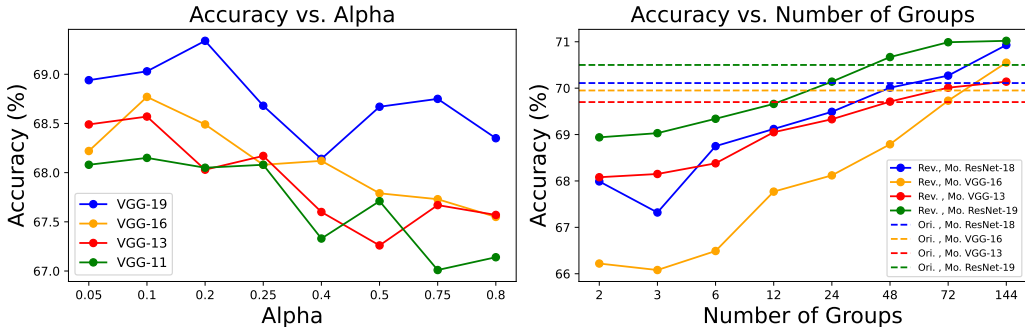 Accuracy vs. Alpha
Accuracy (%)
69.0
68.5
68.0
67.5
67.0
VGG-19
VGG-16
VGG-13
VGG-11
0.05 0.1 0.2 0.25 0.4 0.5 0.75 0.8
Alpha
Accuracy vs. Number of Groups
Accuracy (%)
71
70
69
68
67
66
Rev., Mo. ResNet-18
Rev., Mo. VGG-16
Rev. , Mo. VGG-13
Rev. , Mo. ResNet-19
Ori. , Mo. ResNet-18
Ori. , Mo. VGG-16
Ori. , Mo. VGG-13
Ori. , Mo. ResNet-19
2 3 6 12 24 48 72 144
Number of Groups